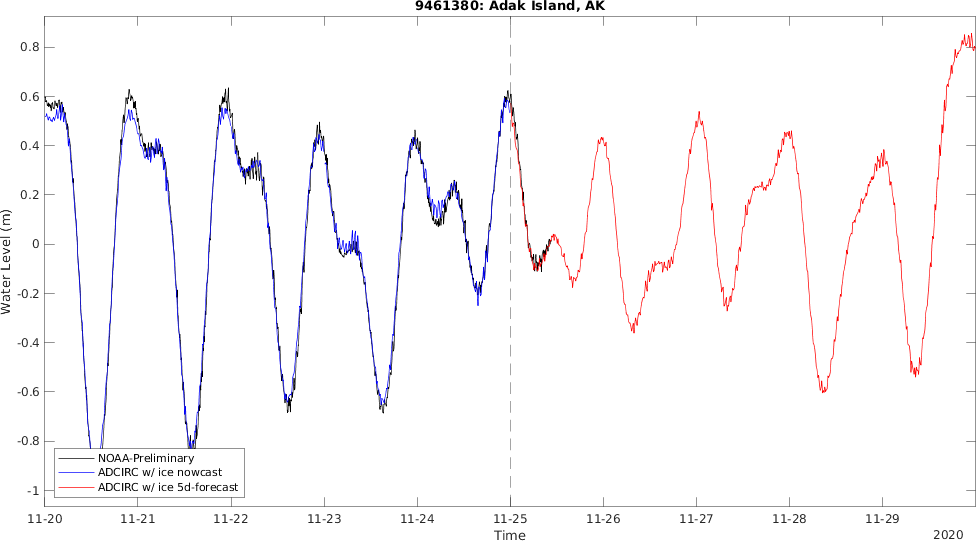 9461380: Adak Island, AK
Water Level (m)
0.8
0.6
0.4
0.2
0
-0.2
-0.4
-0.6
-0.8
-1
NOAA-Preliminary
ADCIRC w/ ice nowcast
ADCIRC w/ ice 5d-forecast
11-20 11-21 11-22 11-23 11-24 11-25 11-26 11-27 11-28 11-29
Time
2020